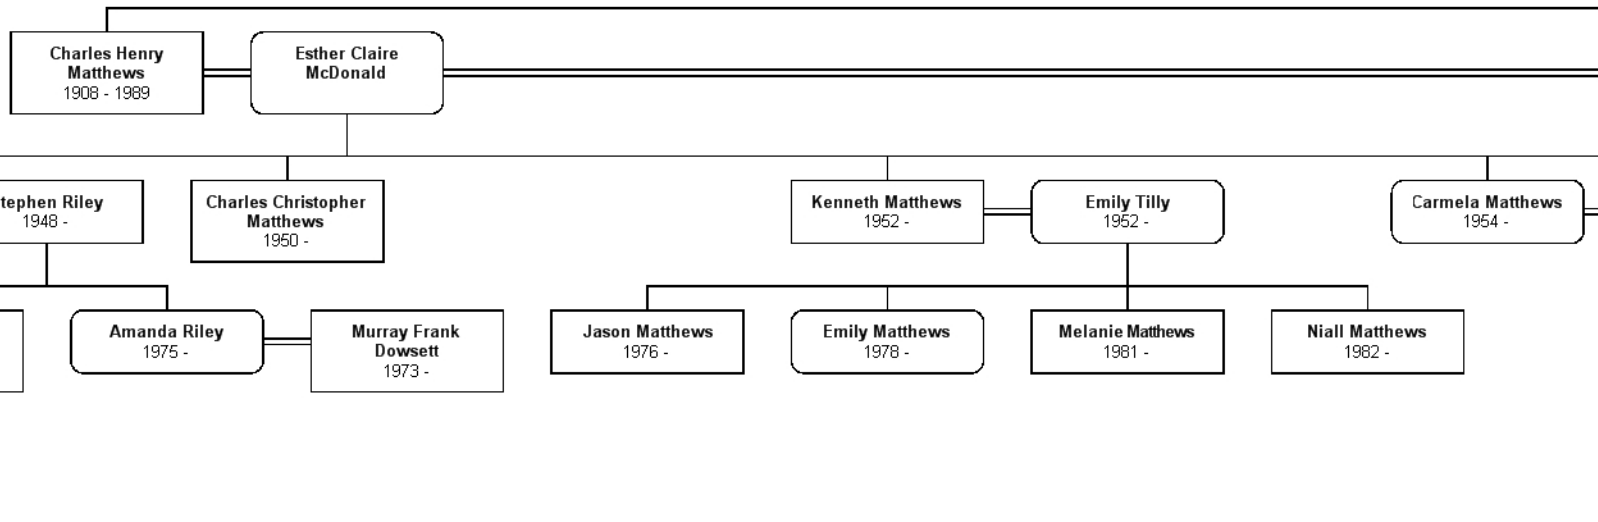 Charles Henry
Matthews
1908 - 1989
Esther Claire
McDonald
tephen Riley
1948 -
Charles Christopher
Matthews
1950 -
Kenneth Matthews
1952 -
Emily Tilly
1952 -
Carmela Matthews
1954 -
Amanda Riley
1975 -
Murray Frank
Dowsett
1973 -
Jason Matthews
1976 -
Emily Matthews
1978 -
Melanie Matthews
1981 -
Niall Matthews
1982 -